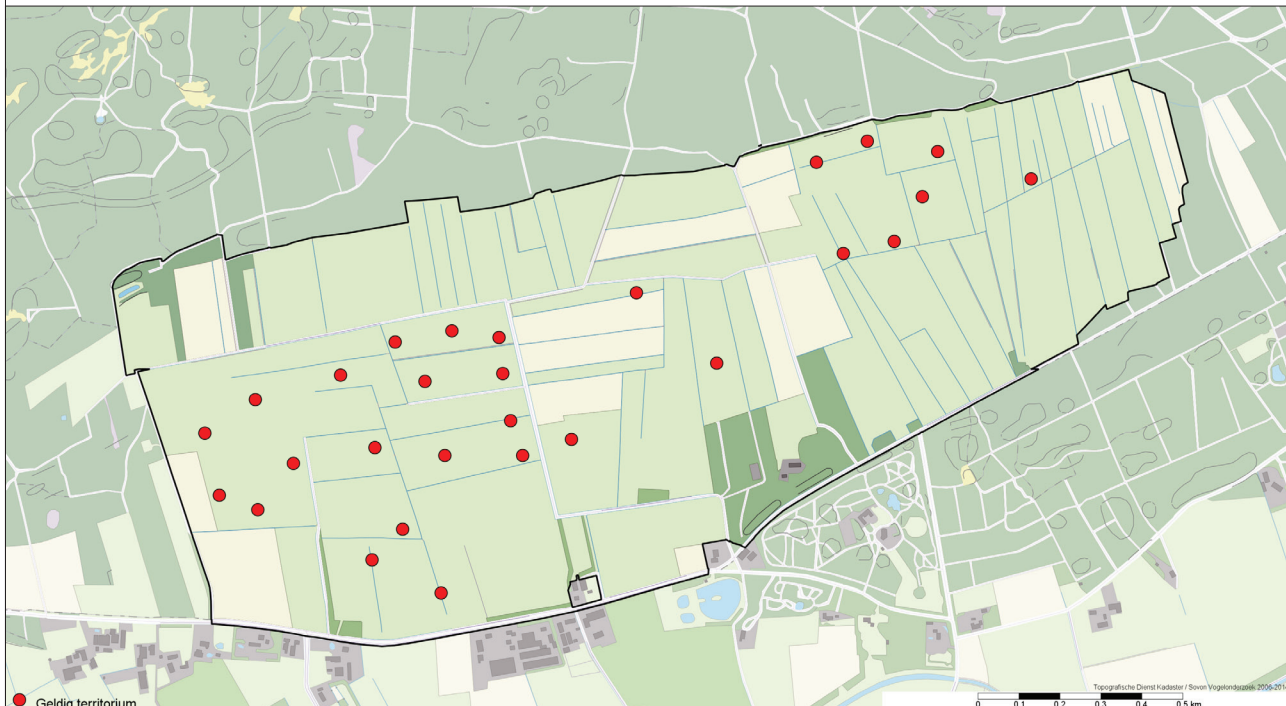 Geldig territorium
Topografische Dienst Kadaster / Sovon Vogelonderzoek 2006-201
0 0.1 0.2 0.3 0.4 0.5 km